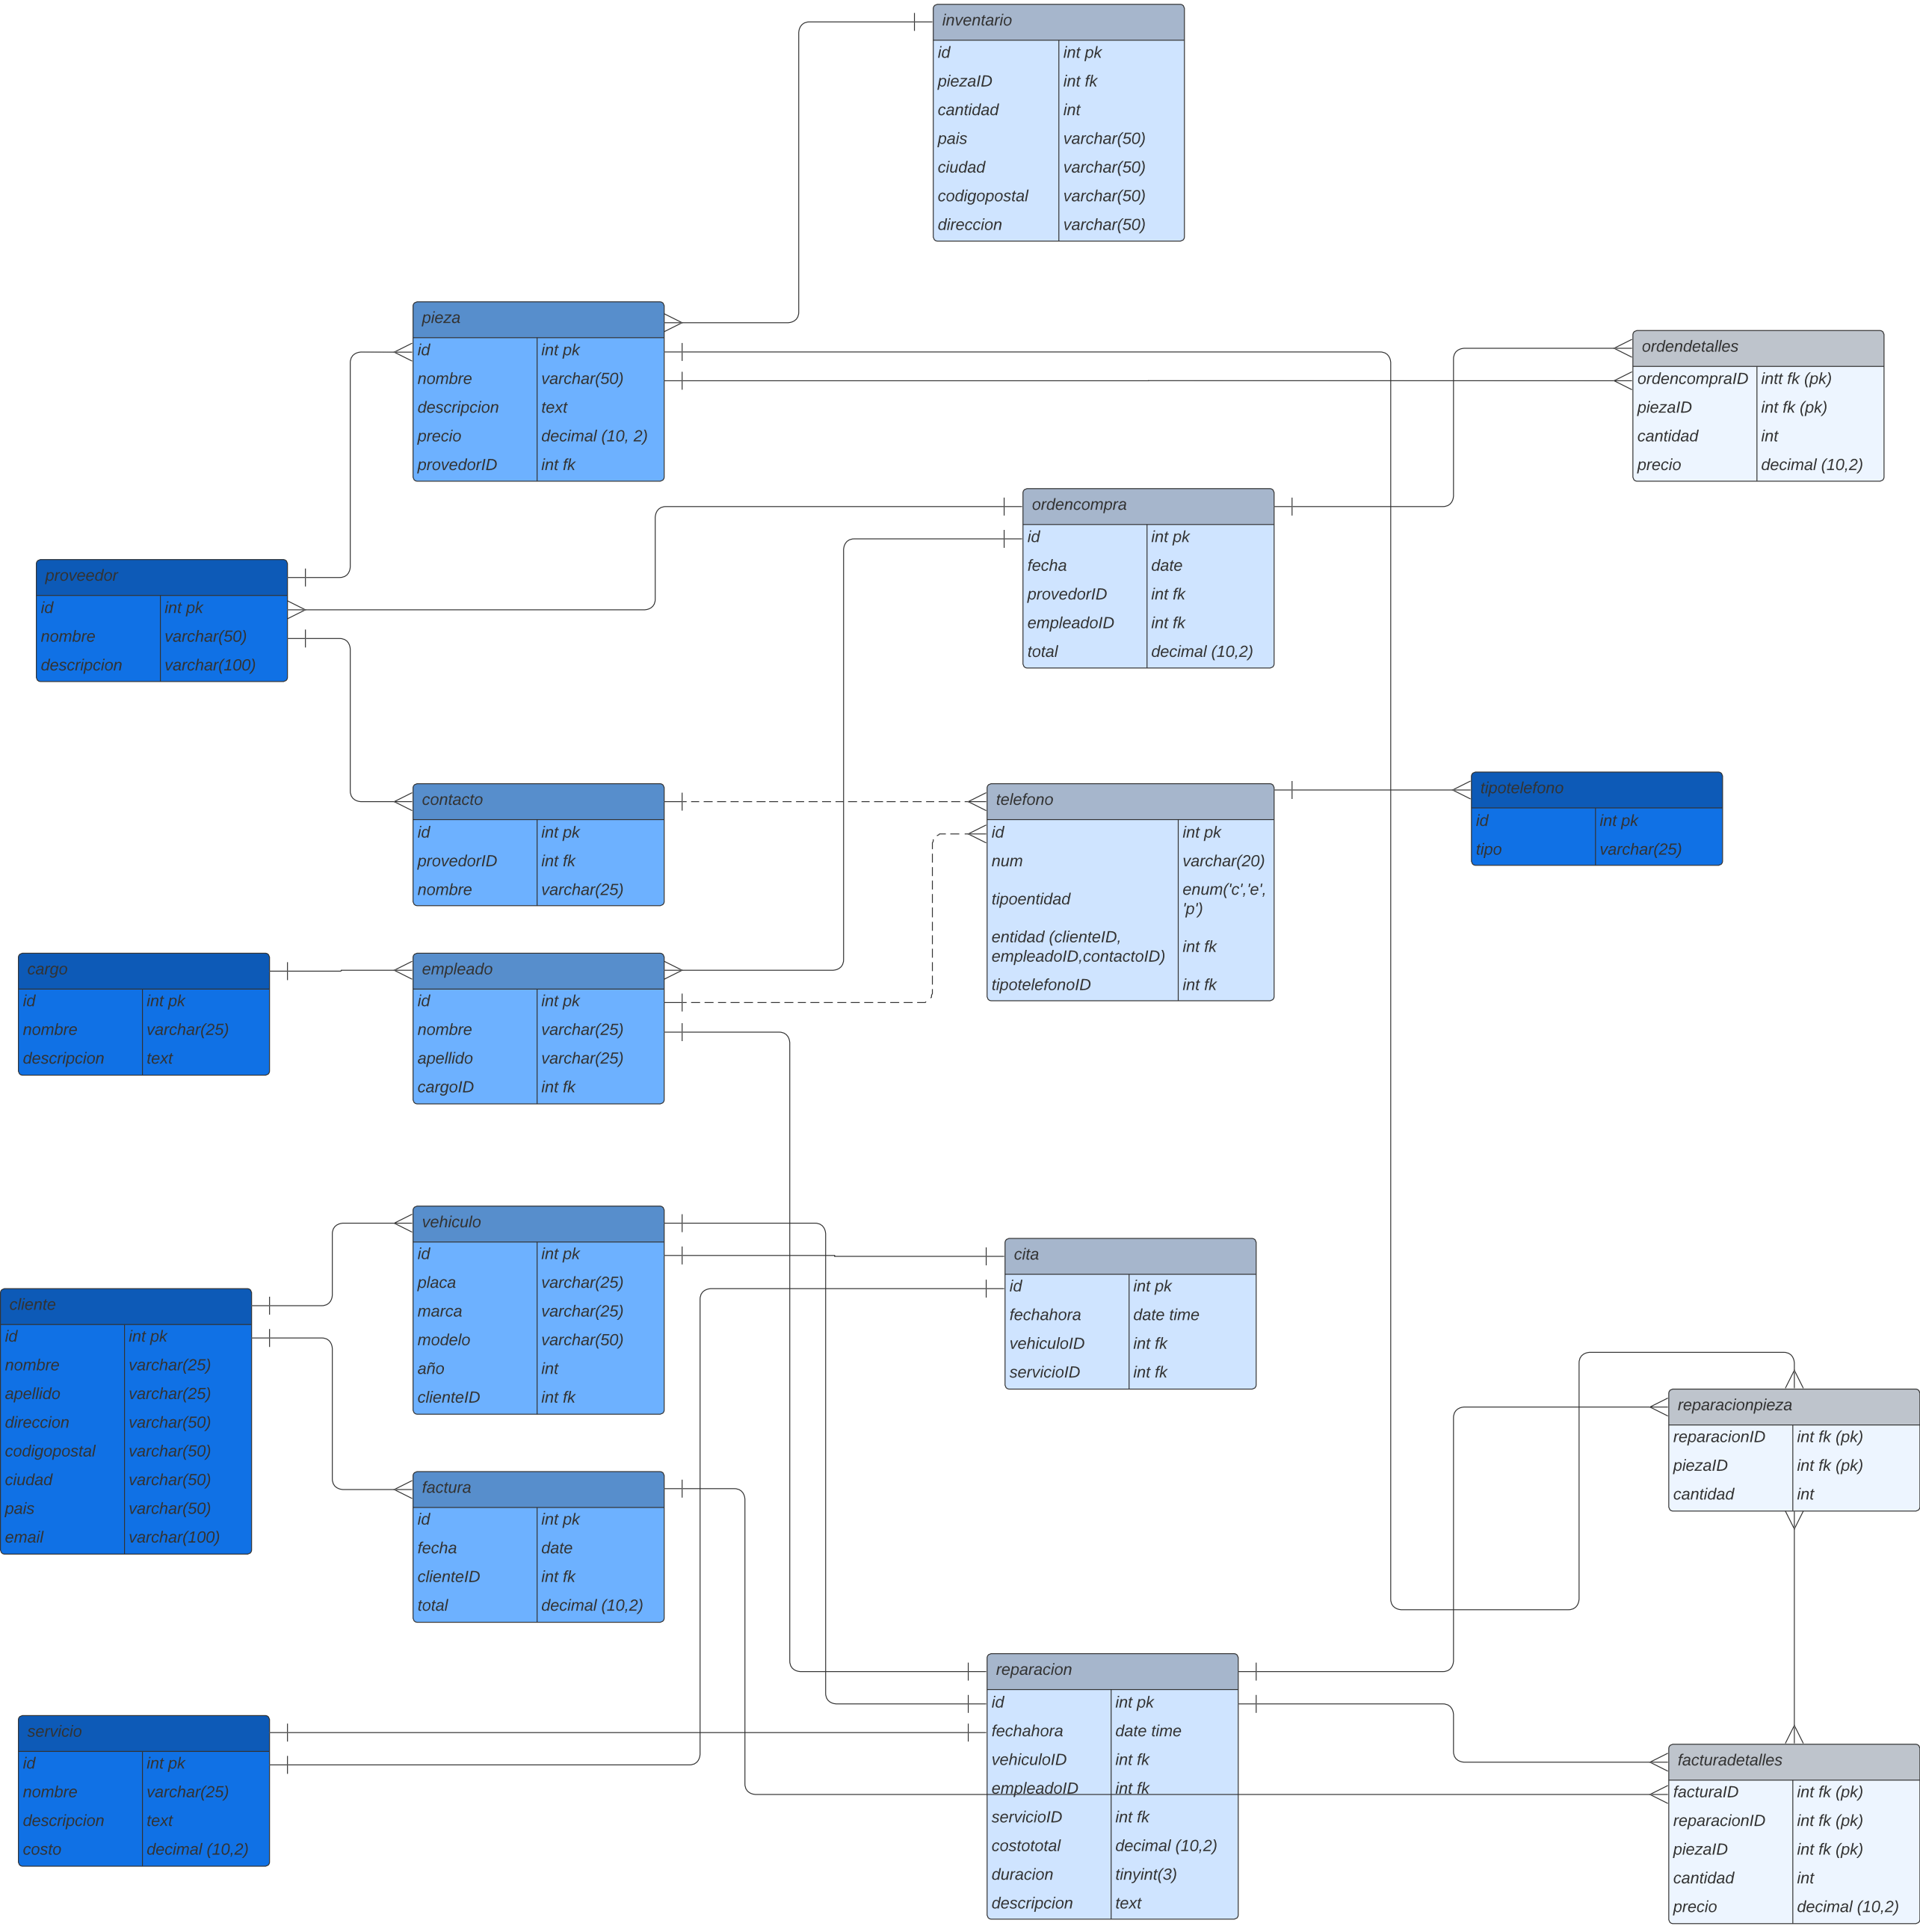 inventario
id int pk
piezaID int fk
cantidad int
pais varchar(50)
ciudad varchar(50)
codigopostal varchar(50)
direccion varchar(50)
pieza
id int pk
nombre varchar(50)
descripcion text
precio decimal (10, 2)
provedorID int fk
ordendetalles
ordencompraID intt fk (pk)
piezaID int fk (pk)
cantidad int
precio decimal (10,2)
ordencompra
id int pk
fecha date
provedorID int fk
empleadoID int fk
total decimal (10,2)
proveedor
id int pk
nombre varchar(50)
descripcion varchar(100)
contacto
id int pk
provedorID int fk
nombre varchar(25)
telefono
id int pk
num varchar(20)
tipoentidad enum('c','e',
'p')
entidad (clienteID,
empleadoID,contactoID) int fk
tipotelefonoID int fk
tipotelefono
id int pk
tipo varchar(25)
cargo
id int pk
nombre varchar(25)
descripcion text
empleado
id int pk
nombre varchar(25)
apellido varchar(25)
cargoID int fk
vehiculo
id int pk
placa varchar(25)
marca varchar(25)
modelo varchar(50)
año int
clienteID int fk
cita
id int pk
fechahora date time
vehiculoID int fk
servicioID int fk
cliente
id int pk
nombre varchar(25)
apellido varchar(25)
direccion varchar(50)
codigopostal varchar(50)
ciudad varchar(50)
pais varchar(50)
email varchar(100)
reparacionpieza
reparacionID int fk (pk)
piezaID int fk (pk)
cantidad int
factura
id int pk
fecha date
clienteID int fk
total decimal (10,2)
reparacion
id int pk
fechahora date time
vehiculoID int fk
empleadoID int fk
servicioID int fk
costototal decimal (10,2)
duracion tinyint(3)
descripcion text
servicio
id int pk
nombre varchar(25)
descripcion text
costo decimal (10,2)
facturadetalles
facturaID int fk (pk)
reparacionID int fk (pk)
piezaID int fk (pk)
cantidad int
precio decimal (10,2)